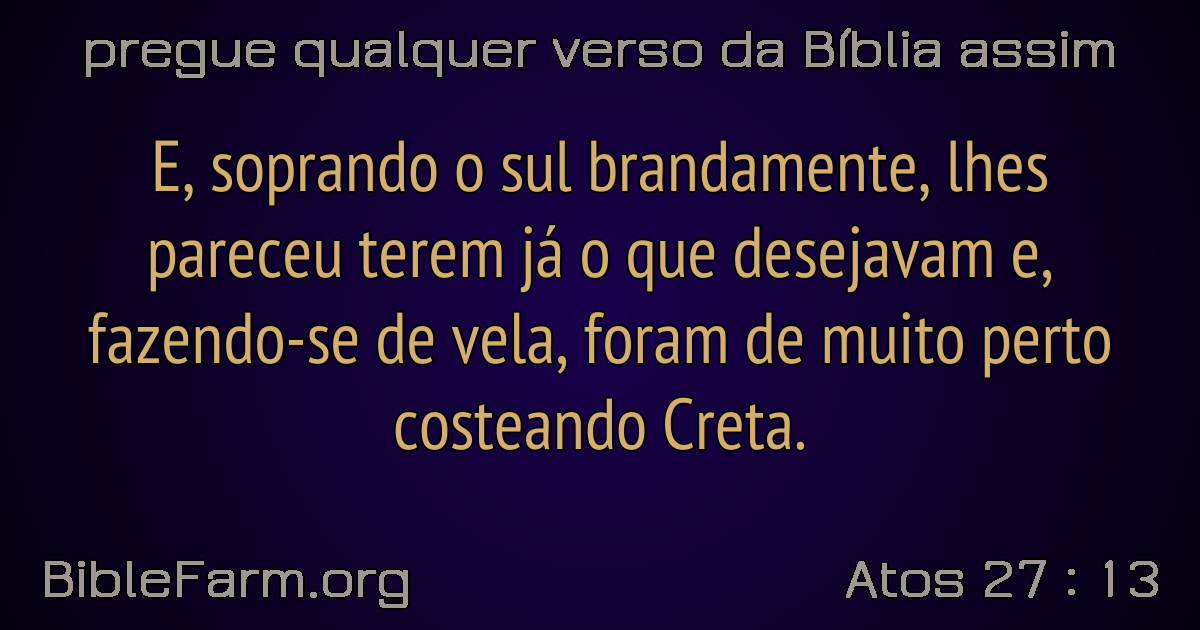 pregue qualquer verso da Bíblia assim
E, soprando o sul brandamente, lhes
pareceu terem já o que desejavam e,
fazendo-se de vela, foram de muito perto
costeando Creta.
BibleFarm.org
Atos 27 : 13